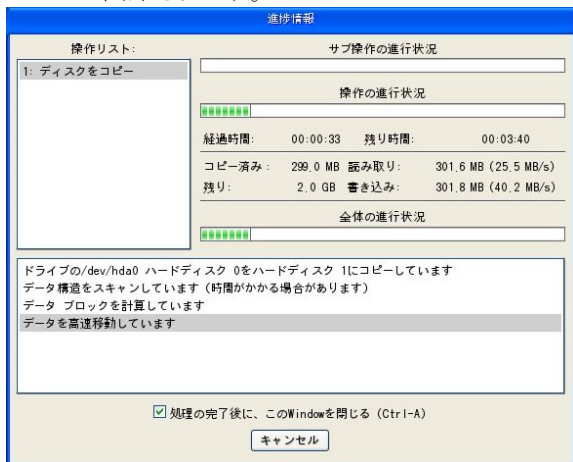 進捗情報
操作リスト:
1: ディスクをコピー
サブ操作の進行状況
操作の進行状況
経過時間: 00:00:33 残り時間: 00:03:40
コピー済み: 299.0 MB 読み取り: 301.6 MB (25.5 MB/s)
残り: 2.0 GB 書き込み: 301.8 MB (40.2 MB/s)
全体の進行状況
ドライブの/dev/hda0 ハードディスク 0をハードディスク 1にコピーしています
データ構造をスキャンしています (時間がかかる場合があります)
データ ブロックを計算しています
データを高速移動しています
処理の完了後に、このWindowを閉じる (Ctrl-A)
キャンセル